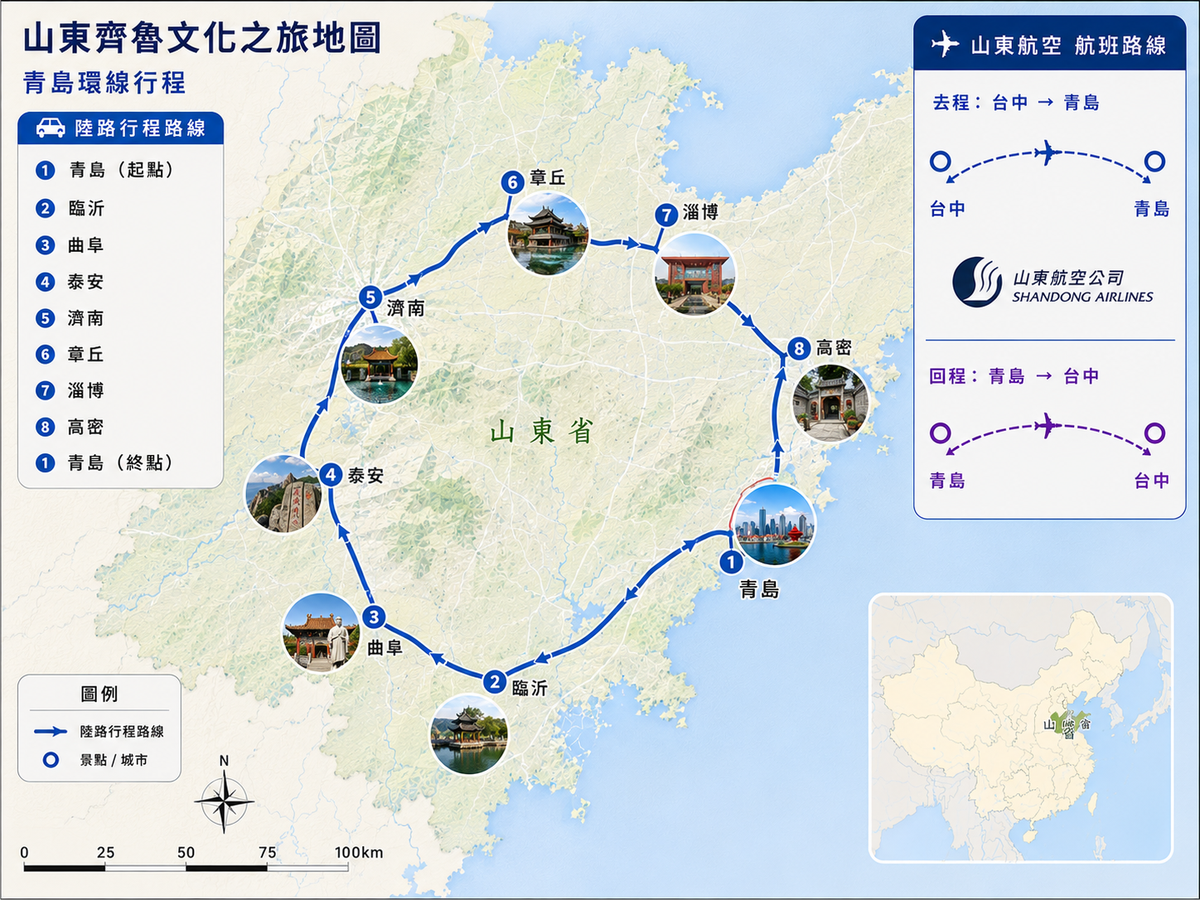 山東齊魯文化之旅地圖
青島環線行程
陸路行程路線
1 青島（起點）
2 臨沂
3 曲阜
4 泰安
5 濟南
6 章丘
7 淄博
8 高密
1 青島（終點）
6 章丘
7 淄博
5 濟南
8 高密
山東省
4 泰安
1 青島
3 曲阜
2 臨沂
山東航空 航班路線
去程：台中 → 青島
台中 青島
山東航空公司
SHANDONG AIRLINES
回程：青島 → 台中
青島 台中
圖例
陸路行程路線
景點 / 城市
N
0 25 50 75 100km
山 省
省